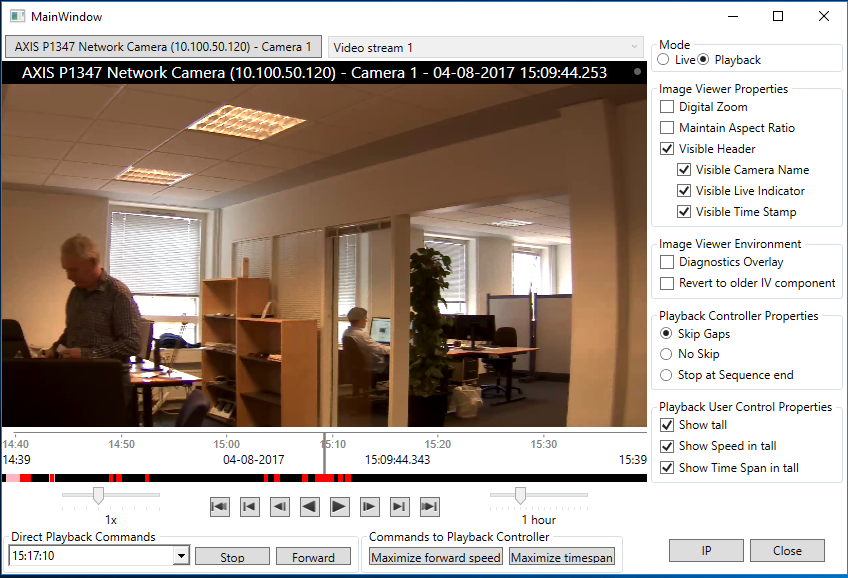 MainWindow
AXIS P1347 Network Camera (10.100.50.120) - Camera 1
Video stream 1
AXIS P1347 Network Camera (10.100.50.120) - Camera 1 - 04-08-2017 15:09:44.253
Mode
Live Playback
Image Viewer Properties
Digital Zoom
Maintain Aspect Ratio
Visible Header
Visible Camera Name
Visible Live Indicator
Visible Time Stamp
Image Viewer Environment
Diagnostics Overlay
Revert to older IV component
Playback Controller Properties
Skip Gaps
No Skip
Stop at Sequence end
Playback User Control Properties
Show tall
Show Speed in tall
Show Time Span in tall
14:40 14:50 15:00 15:10 15:20 15:30
14:39 04-08-2017 15:09:44.343 15:39
1x
1 hour
Direct Playback Commands
15:17:10
Stop
Forward
Commands to Playback Controller
Maximize forward speed
Maximize timespan
IP
Close